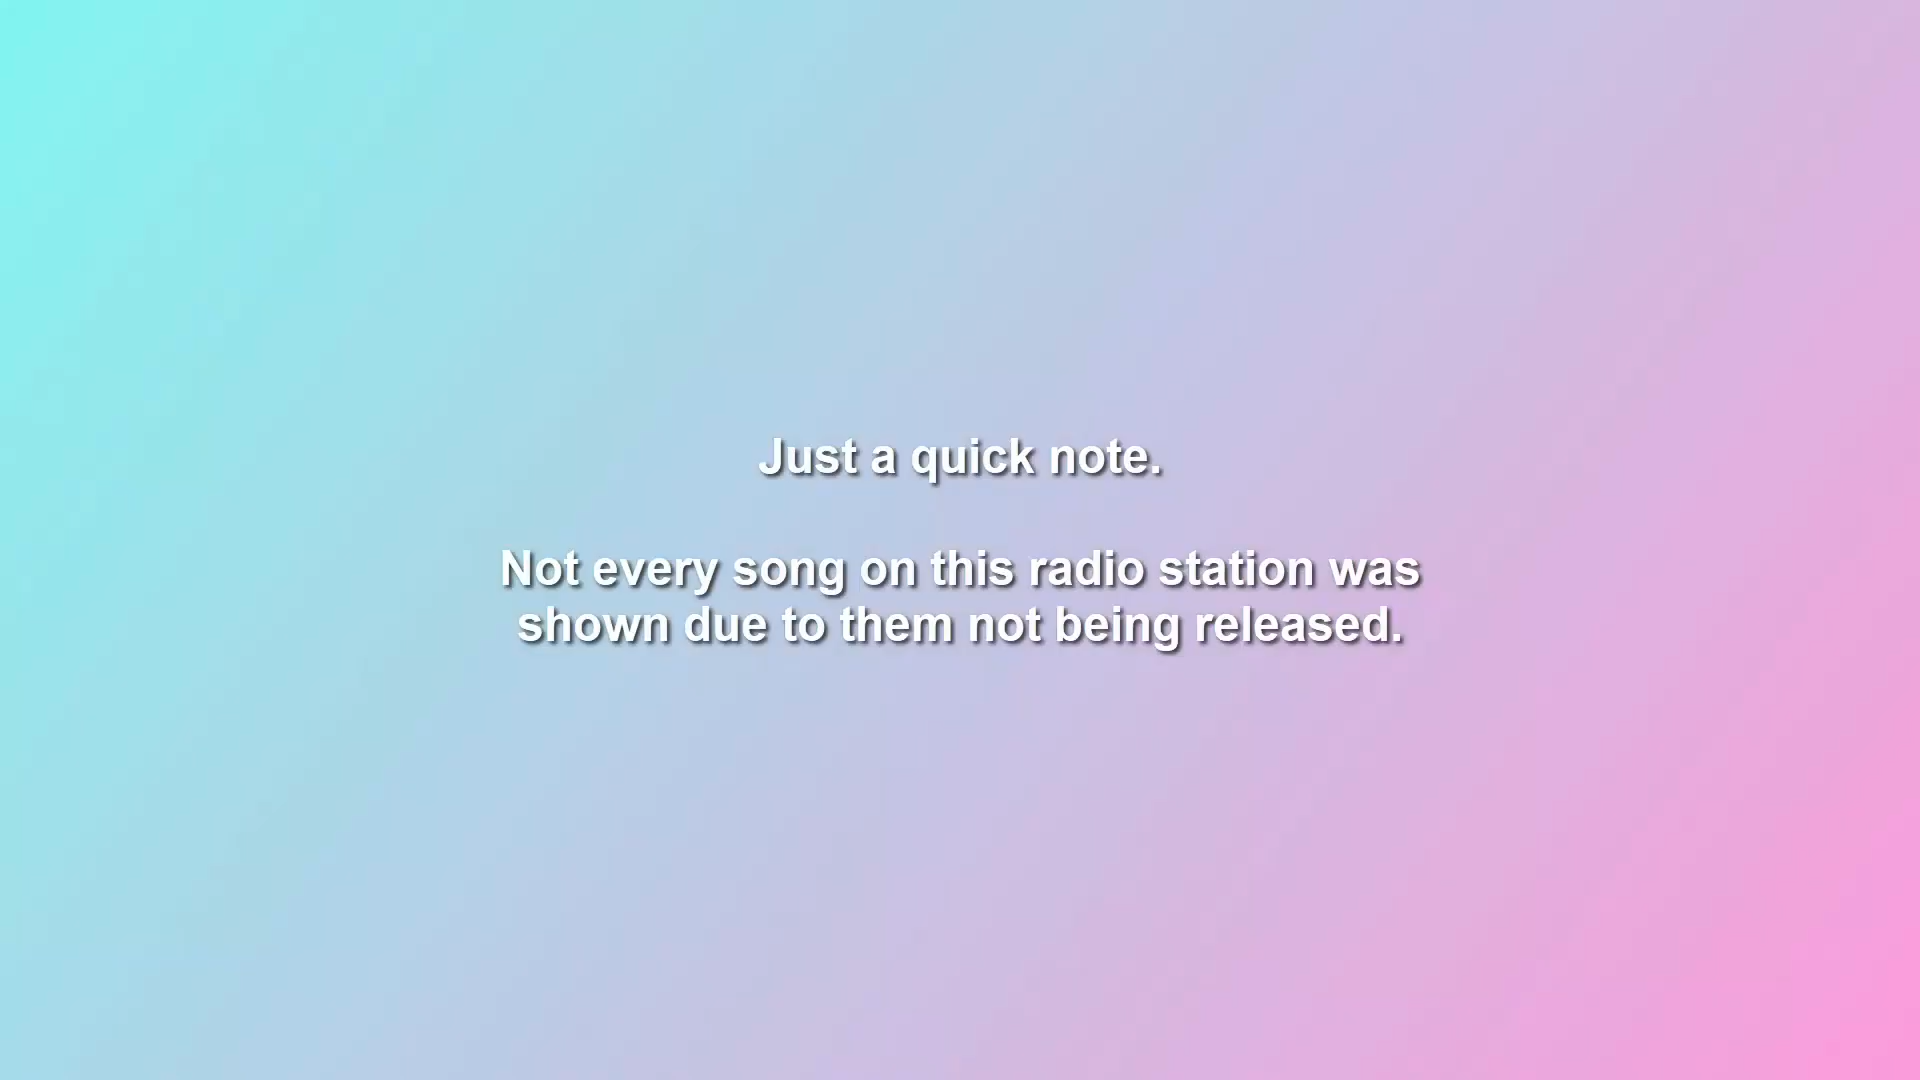 Just a quick note.
Not every song on this radio station was
shown due to them not being released.